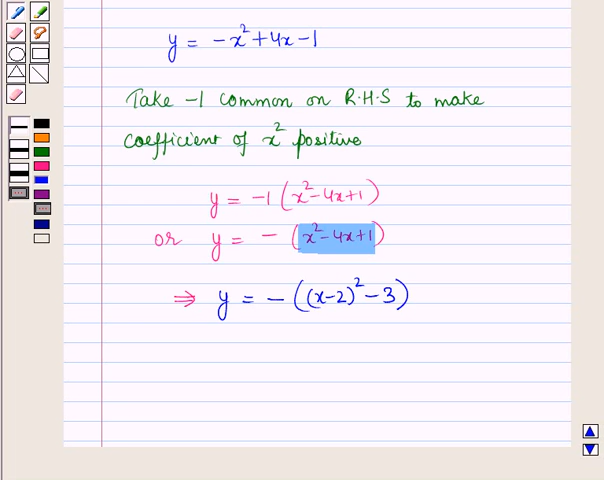 y = -x² + 4x - 1
Take -1 common on R.H.S to make
coefficient of x² positive
y = -1 (x² - 4x + 1)
or y = - (x² - 4x + 1)
⇒ y = - ((x-2)² - 3)